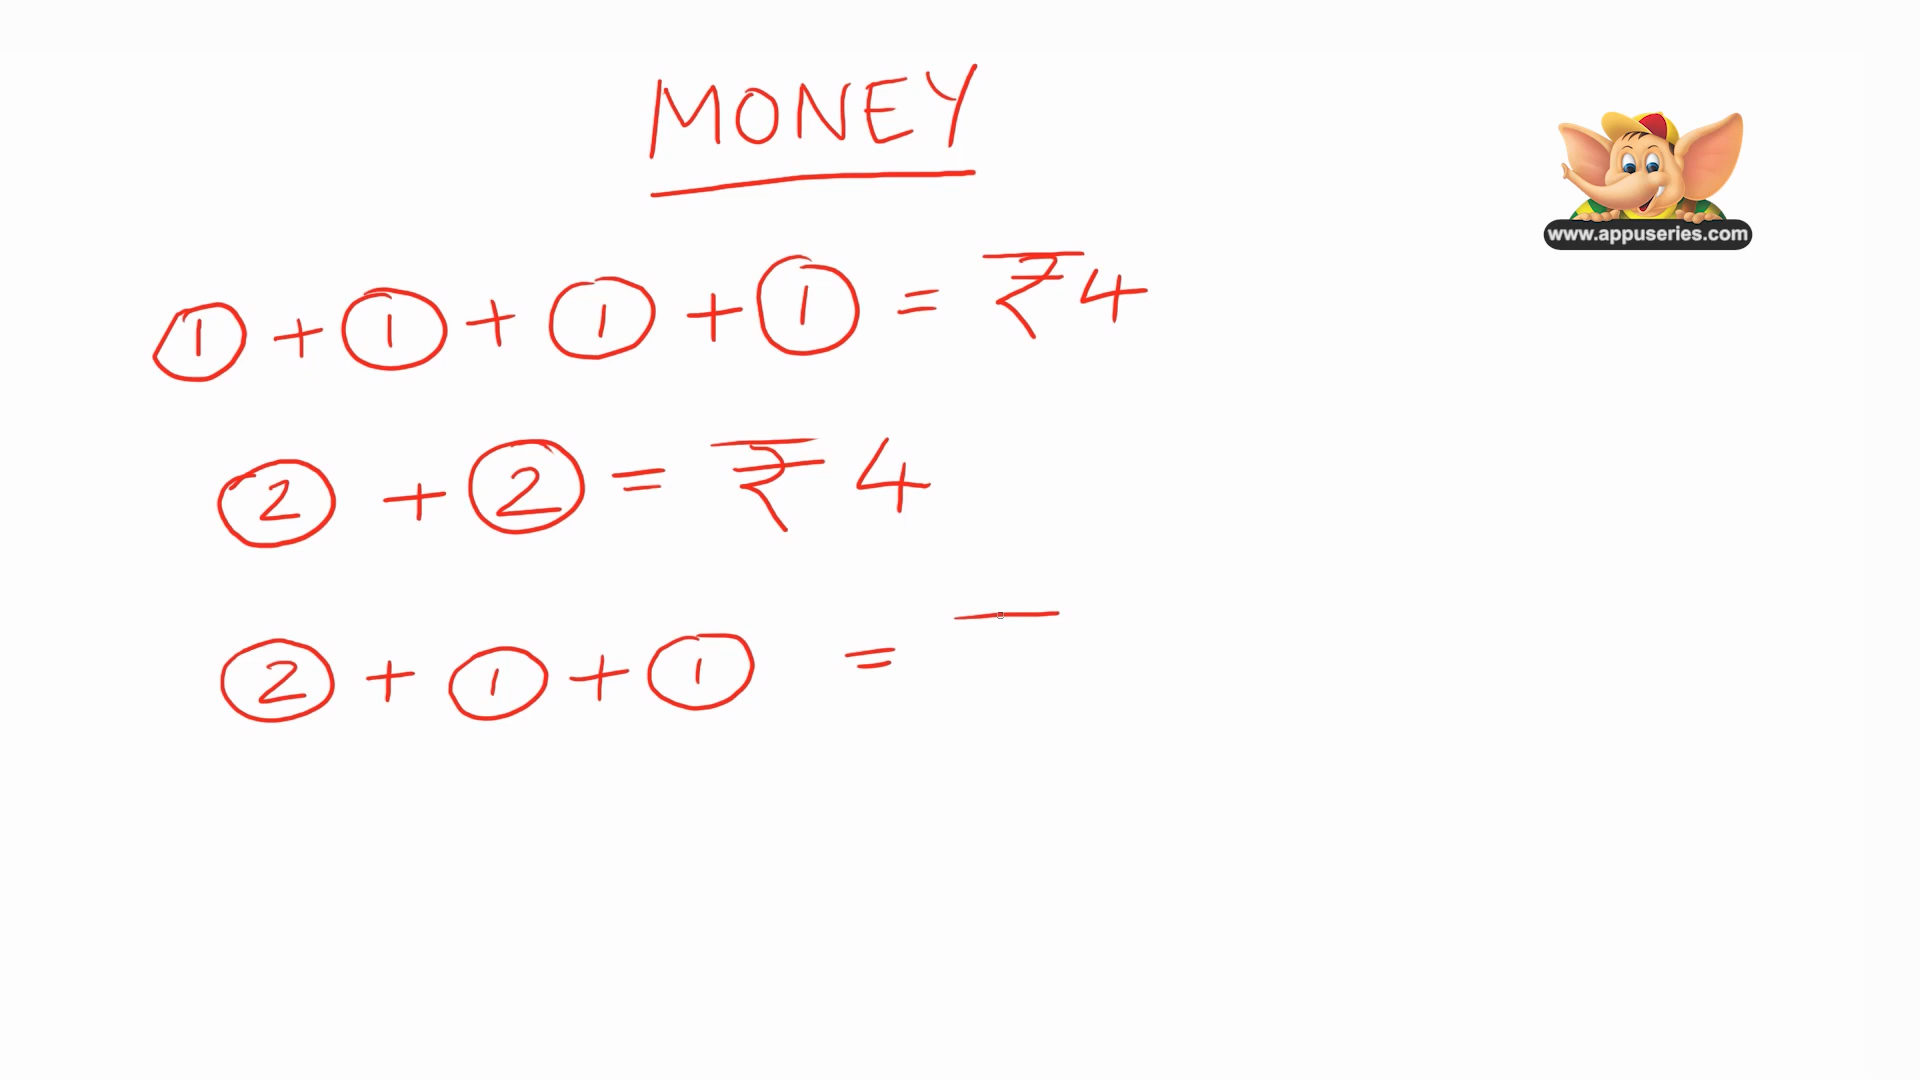 MONEY
www.appuseries.com
1 + 1 + 1 + 1 = ₹4
2 + 2 = ₹ 4
2 + 1 + 1 =